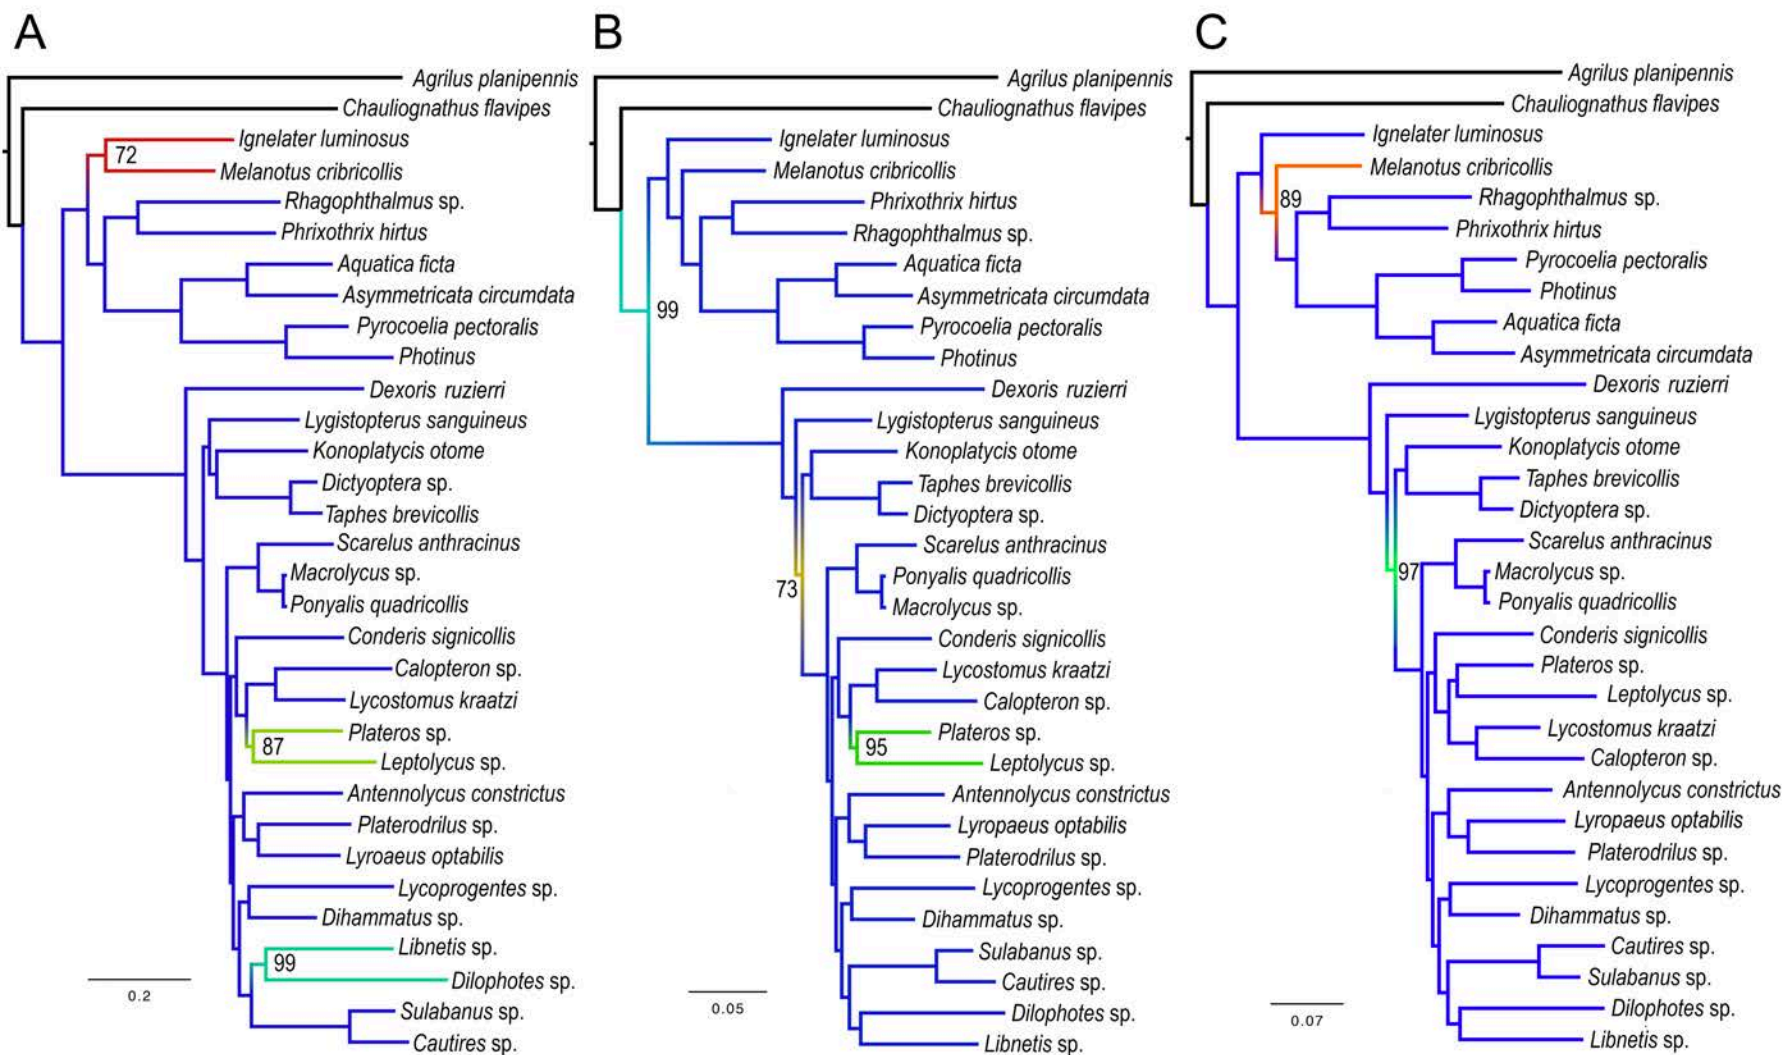 A
Agrilus planipennis
Chauliognathus flavipes
Ignelater luminosus
72
Melanotus cribricollis
Rhagophthalmus sp.
Phrixothrix hirtus
Aquatica ficta
Asymmetricata circumdata
Pyrocoelia pectoralis
Photinus
Dexoris ruzierri
Lygistopterus sanguineus
Konoplatycis otome
Dictyoptera sp.
Taphes brevicollis
Scarelus anthracinus
Macrolycus sp.
Ponyalis quadricollis
Conderis signicollis
Calopteron sp.
Lycostomus kraatzi
Plateros sp.
87
Leptolycus sp.
Antennolycus constrictus
Platerodrilus sp.
Lyroaeus optabilis
Lycoprogentes sp.
Dihammatus sp.
Libnetis sp.
99
Dilophotes sp.
Sulabanus sp.
Cautires sp.
0.2
B
Agrilus planipennis
Chauliognathus flavipes
Ignelater luminosus
Melanotus cribricollis
Phrixothrix hirtus
Rhagophthalmus sp.
Aquatica ficta
Asymmetricata circumdata
99
Pyrocoelia pectoralis
Photinus
Dexoris ruzierri
Lygistopterus sanguineus
Konoplatycis otome
Taphes brevicollis
Dictyoptera sp.
Scarelus anthracinus
Ponyalis quadricollis
73
Macrolycus sp.
Conderis signicollis
Lycostomus kraatzi
Calopteron sp.
Plateros sp.
95
Leptolycus sp.
Antennolycus constrictus
Lyropaeus optabilis
Platerodrilus sp.
Lycoprogentes sp.
Dihammatus sp.
Sulabanus sp.
Cautires sp.
Dilophotes sp.
Libnetis sp.
0.05
C
Agrilus planipennis
Chauliognathus flavipes
Ignelater luminosus
Melanotus cribricollis
89
Rhagophthalmus sp.
Phrixothrix hirtus
Pyrocoelia pectoralis
Photinus
Aquatica ficta
Asymmetricata circumdata
Dexoris ruzierri
Lygistopterus sanguineus
Konoplatycis otome
Taphes brevicollis
Dictyoptera sp.
Scarelus anthracinus
97
Macrolycus sp.
Ponyalis quadricollis
Conderis signicollis
Plateros sp.
Leptolycus sp.
Lycostomus kraatzi
Calopteron sp.
Antennolycus constrictus
Lyropaeus optabilis
Platerodrilus sp.
Lycoprogentes sp.
Dihammatus sp.
Cautires sp.
Sulabanus sp.
Dilophotes sp.
Libnetis sp.
0.07